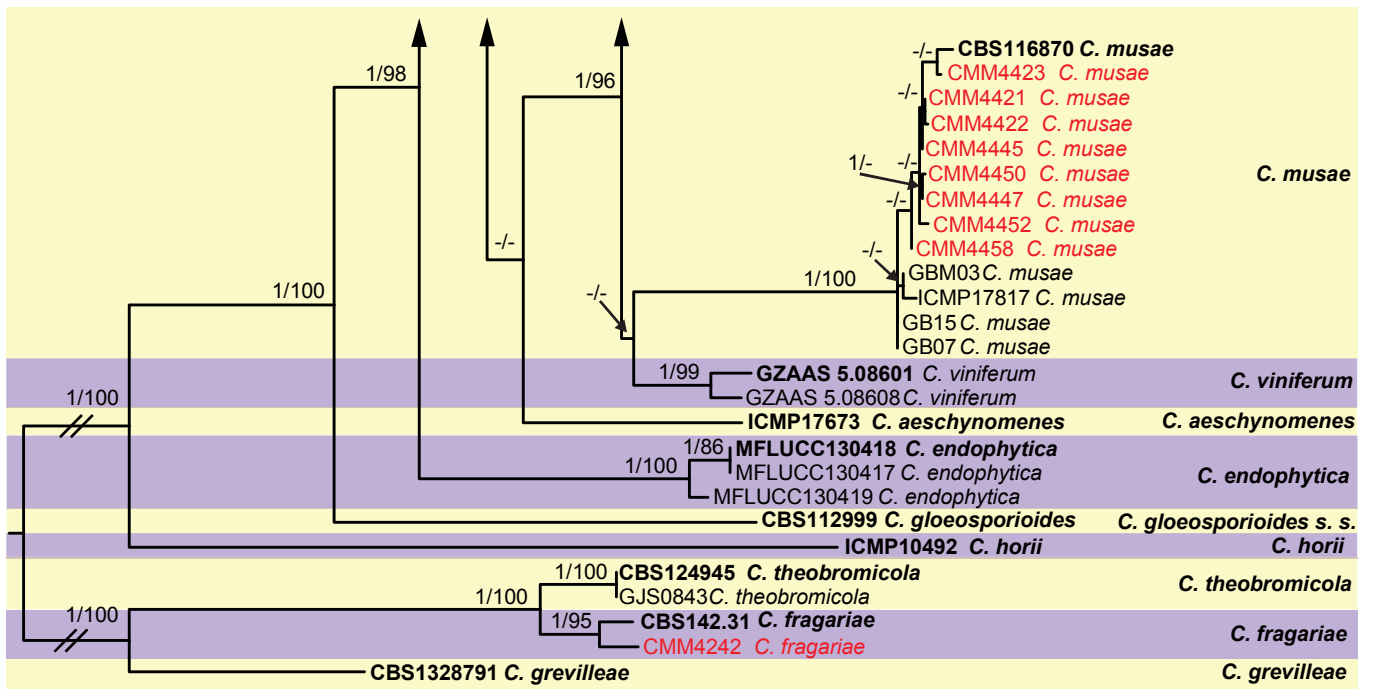 1/98
1/96
-/-
CBS116870 C. musae
CMM4423 C. musae
-/-
CMM4421 C. musae
CMM4422 C. musae
CMM4445 C. musae
1/-
-/-
CMM4450 C. musae
C. musae
CMM4447 C. musae
-/-
CMM4452 C. musae
-/-
-/-
CMM4458 C. musae
GBM03 C. musae
1/100
1/100
ICMP17817 C. musae
-/-
GB15 C. musae
GB07 C. musae
1/99
GZAAS 5.08601 C. viniferum
C. viniferum
1/100
GZAAS 5.08608 C. viniferum
ICMP17673 C. aeschynomenes
C. aeschynomenes
1/86
MFLUCC130418 C. endophytica
1/100
MFLUCC130417 C. endophytica
C. endophytica
MFLUCC130419 C. endophytica
CBS112999 C. gloeosporioides
C. gloeosporioides s. s.
ICMP10492 C. horii
C. horii
1/100
CBS124945 C. theobromicola
C. theobromicola
1/100
GJS0843 C. theobromicola
1/100
1/95
CBS142.31 C. fragariae
C. fragariae
CMM4242 C. fragariae
CBS1328791 C. grevilleae
C. grevilleae